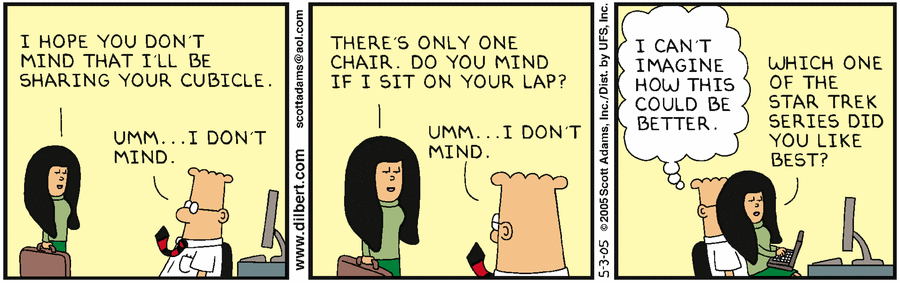 I HOPE YOU DON'T
MIND THAT I'LL BE
SHARING YOUR CUBICLE.
UMM...I DON'T
MIND.
www.dilbert.com
scottadams@aol.com
THERE'S ONLY ONE
CHAIR. DO YOU MIND
IF I SIT ON YOUR LAP?
UMM...I DON'T
MIND.
5-3-05 ©2005 Scott Adams, Inc./Dist. by UFS, Inc.
I CAN'T
IMAGINE
HOW THIS
COULD BE
BETTER.
WHICH ONE
OF THE
STAR TREK
SERIES DID
YOU LIKE
BEST?